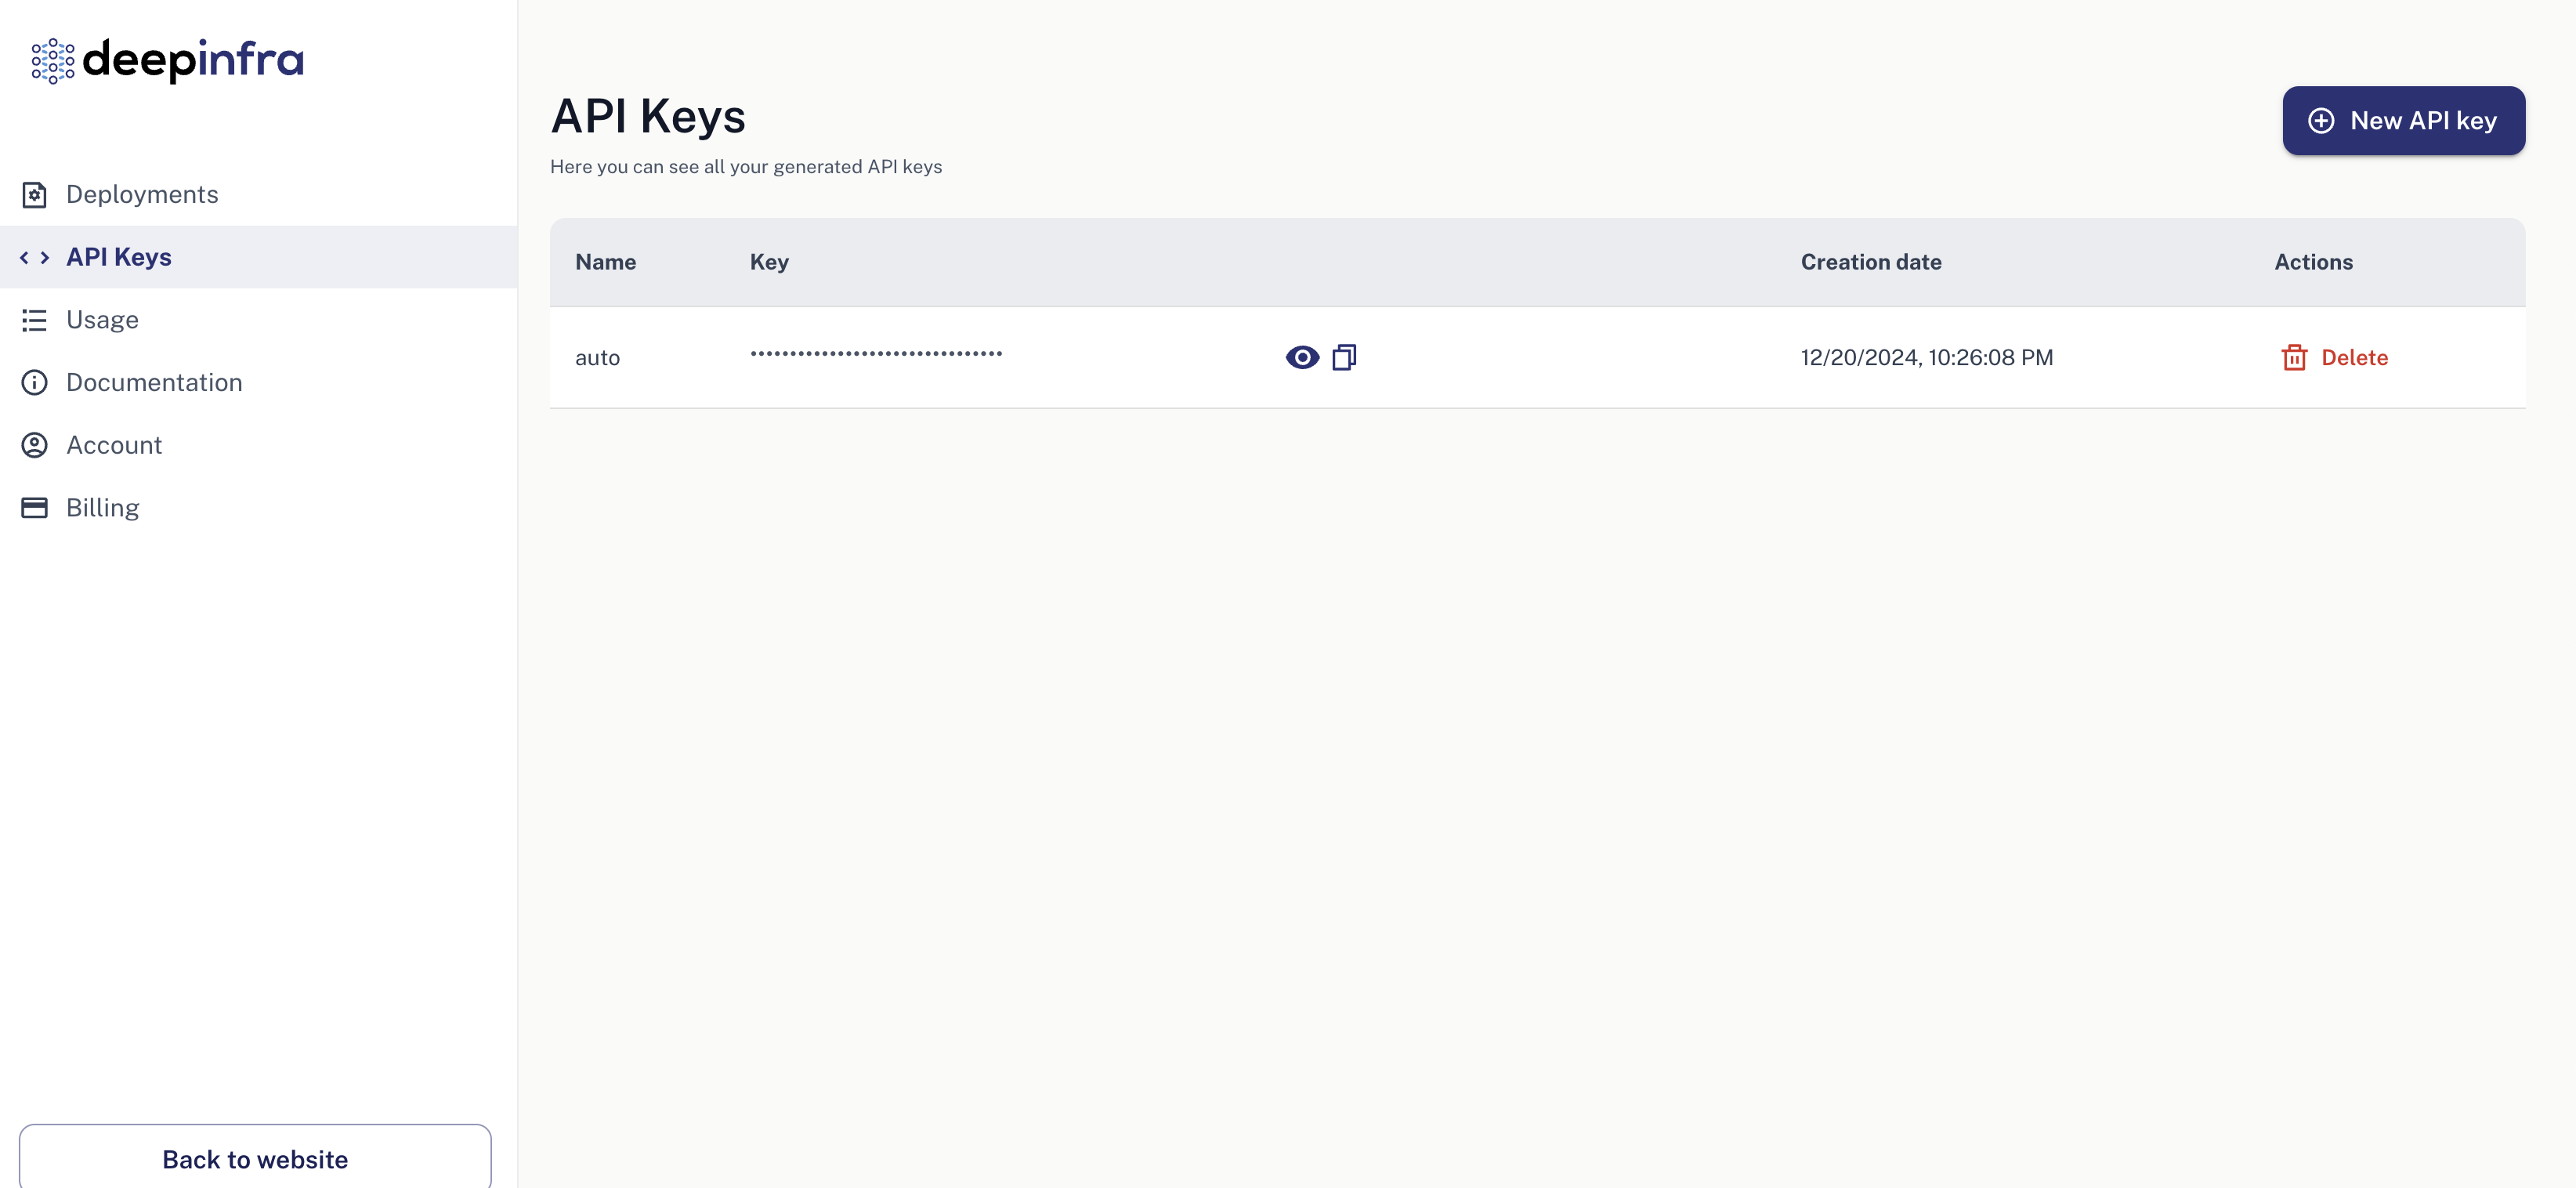 deepinfra
Deployments
API Keys
Usage
Documentation
Account
Billing
Back to website
API Keys
Here you can see all your generated API keys
New API key
Name Key Creation date Actions
auto •••••••••••••••••••••••••••••••• 12/20/2024, 10:26:08 PM Delete